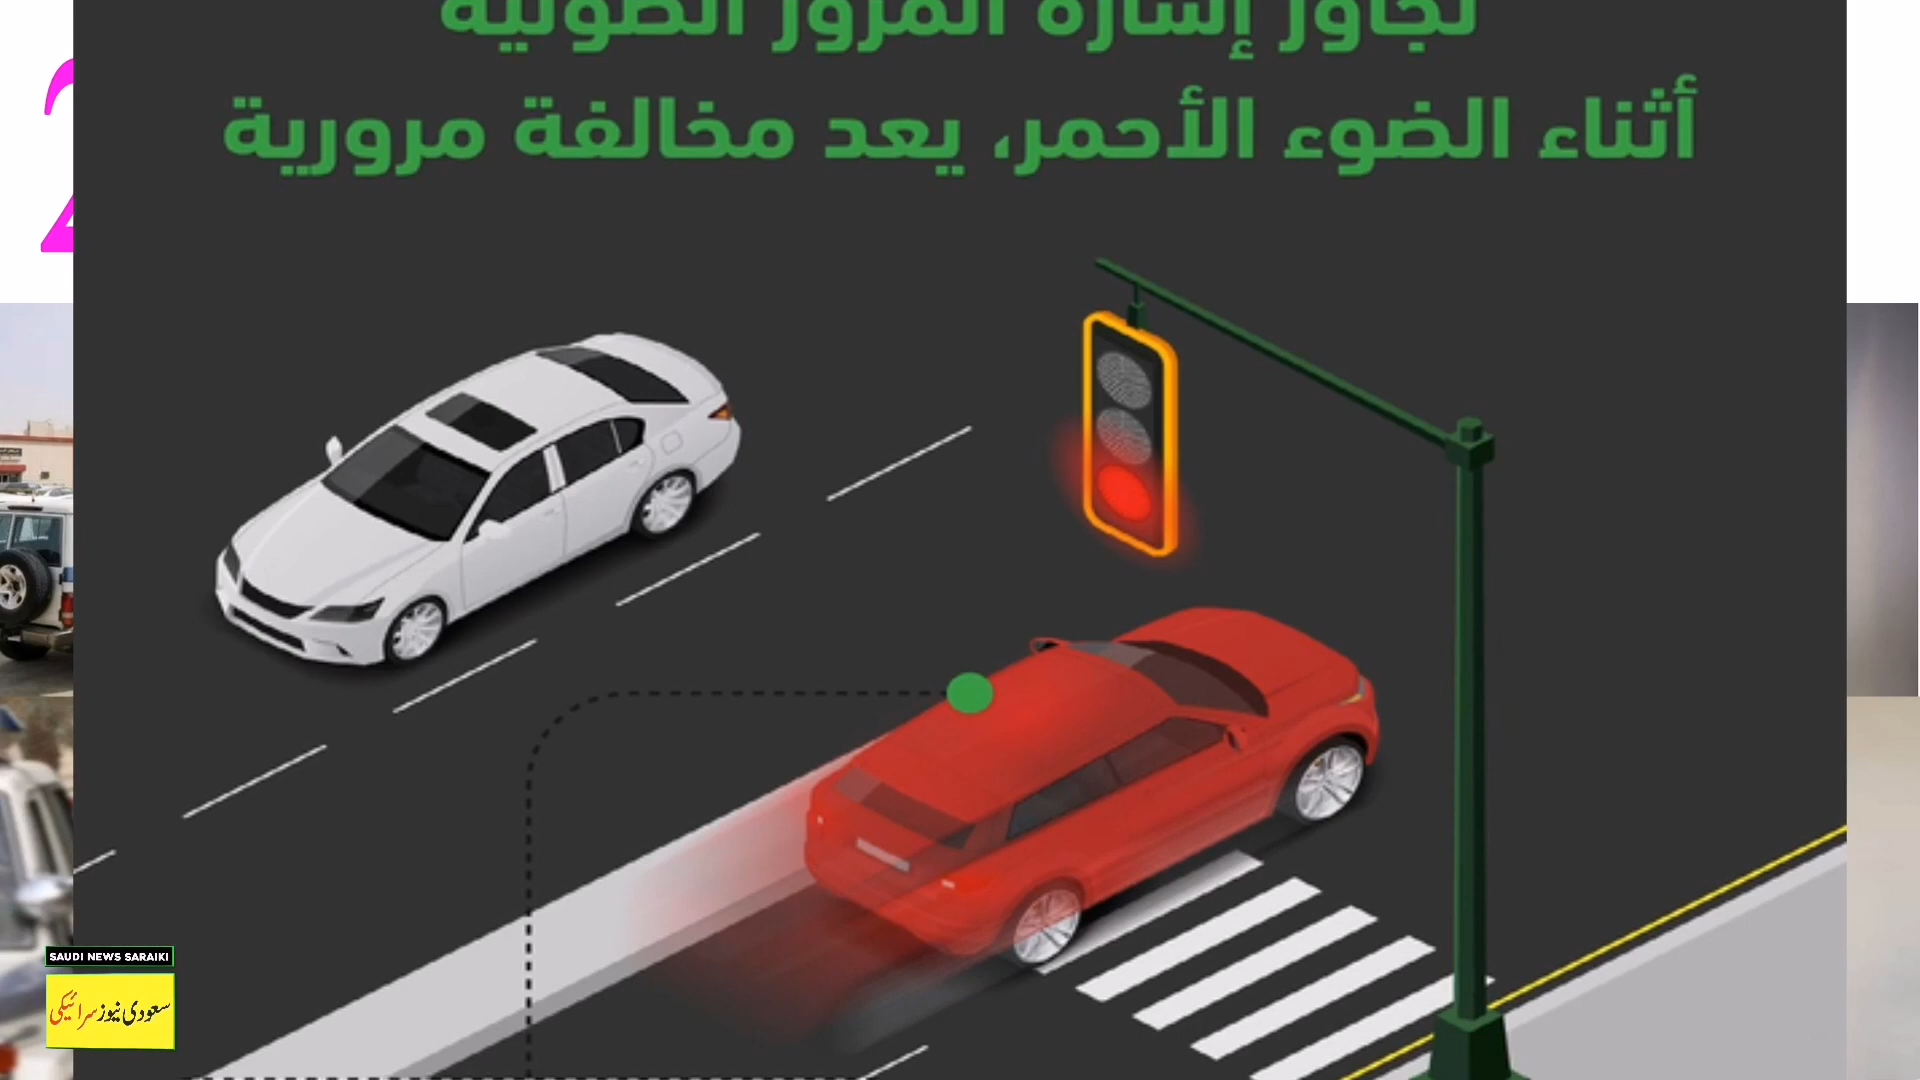 تجاوز إشارة المرور الضوئية
أثناء الضوء الأحمر، يعد مخالفة مرورية
SAUDI NEWS SARAIKI
سعودی نیوز سرائیکی